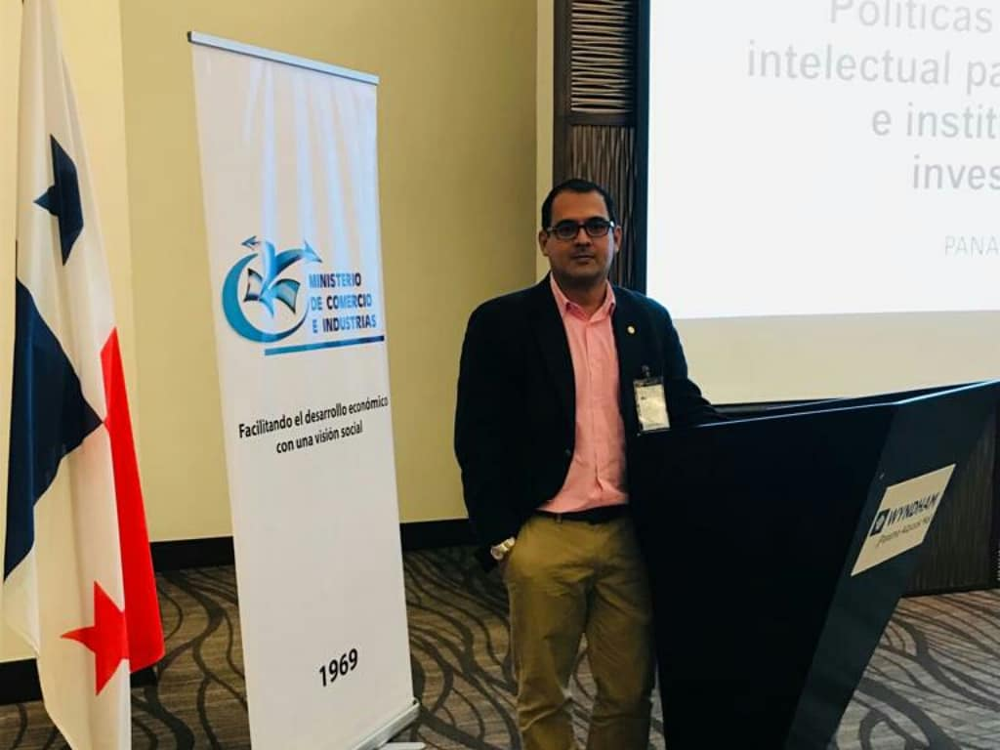 MINISTERIO
DE COMERCIO
E INDUSTRIAS
Facilitando el desarrollo económico
con una visión social
1969
Políticas
intelectual pa
e instit
inves
PANA
WYNDHAM